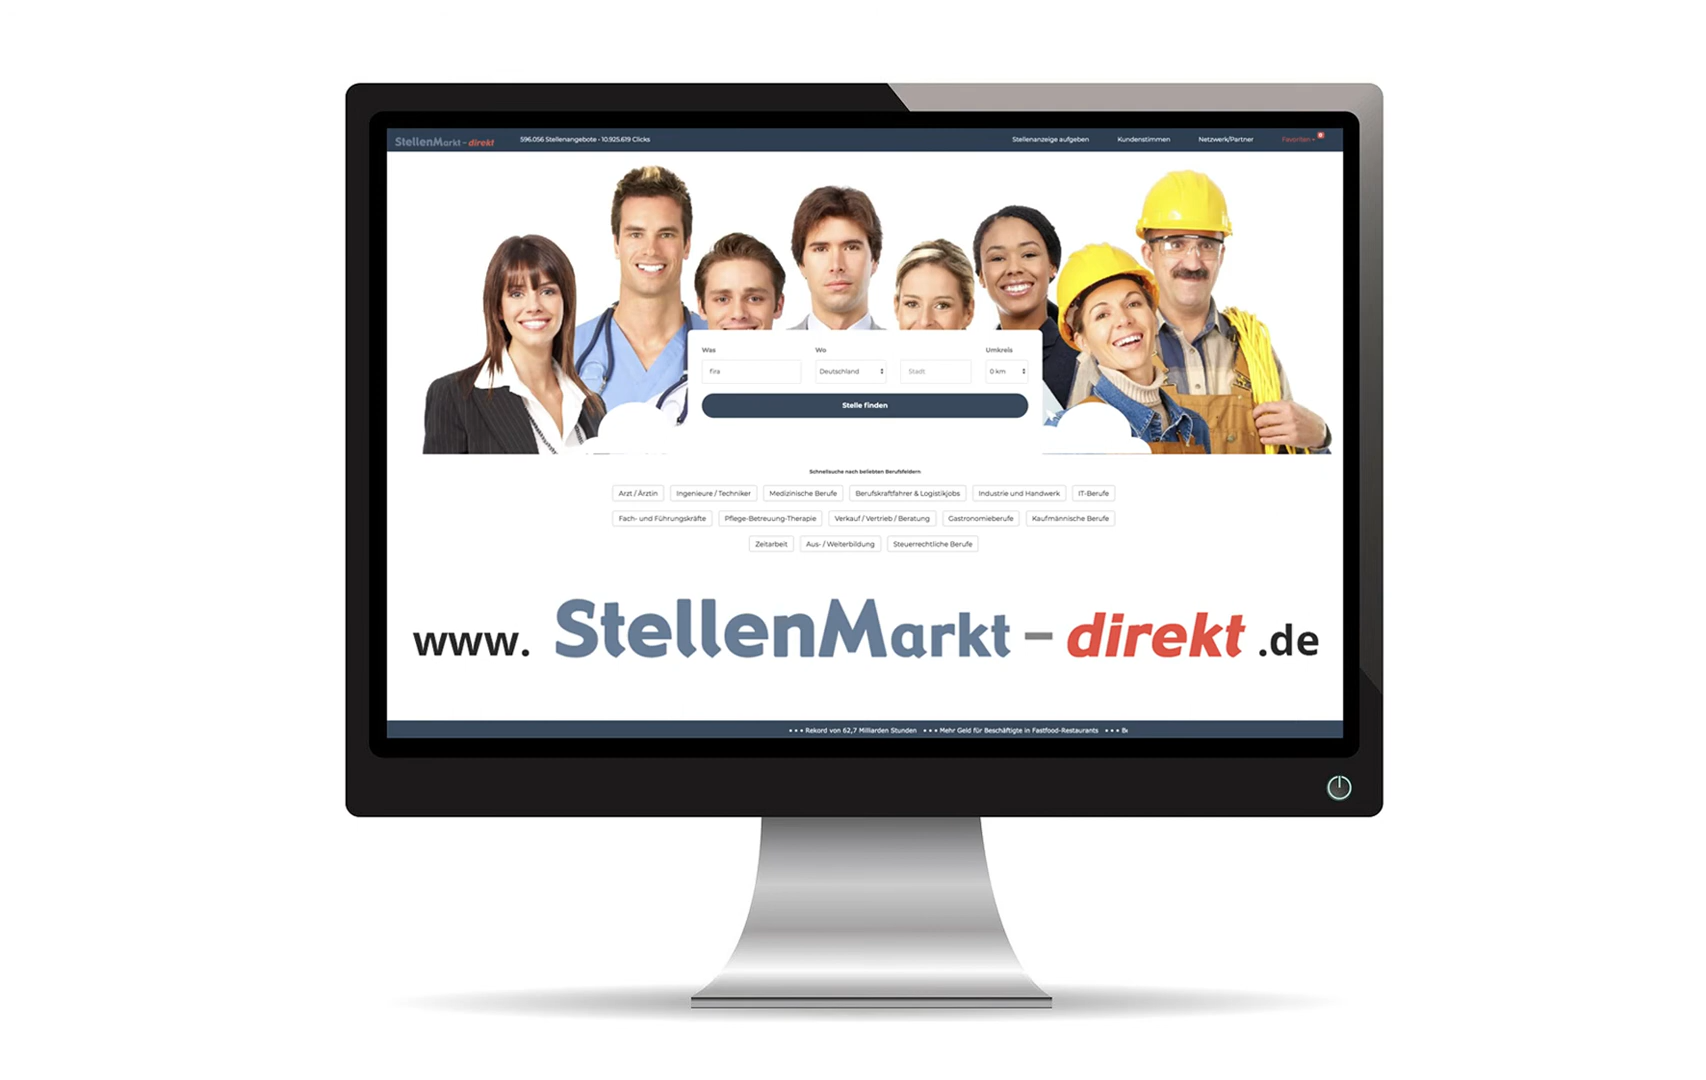 StellenMarkt - direkt 596.056 Stellenangebote • 10.925.619 Clicks Stellenanzeige aufgeben Kundenstimmen Netzwerk/Partner Favoriten
Was Wo Umkreis
fira Deutschland Stadt 0 km
Stelle finden
Schnellsuche nach beliebten Berufsfeldern
Arzt / Ärztin Ingenieure / Techniker Medizinische Berufe Berufskraftfahrer & Logistikjobs Industrie und Handwerk IT-Berufe
Fach- und Führungskräfte Pflege-Betreuung-Therapie Verkauf / Vertrieb / Beratung Gastronomieberufe Kaufmännische Berufe
Zeitarbeit Aus- / Weiterbildung Steuerrechtliche Berufe
www. StellenMarkt - direkt .de
• • • Rekord von 62,7 Milliarden Stunden • • • Mehr Geld für Beschäftigte in Fastfood-Restaurants • • •